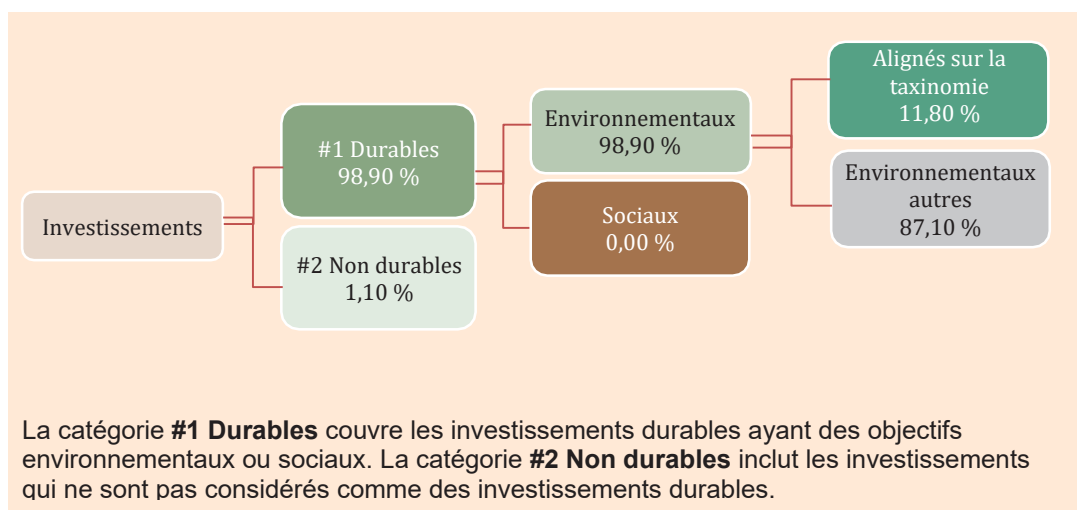 Investissements
#1 Durables
98,90 %
#2 Non durables
1,10 %
Environnementaux
98,90 %
Sociaux
0,00 %
Alignés sur la
taxinomie
11,80 %
Environnementaux
autres
87,10 %
La catégorie #1 Durables couvre les investissements durables ayant des objectifs
environnementaux ou sociaux. La catégorie #2 Non durables inclut les investissements
qui ne sont pas considérés comme des investissements durables.